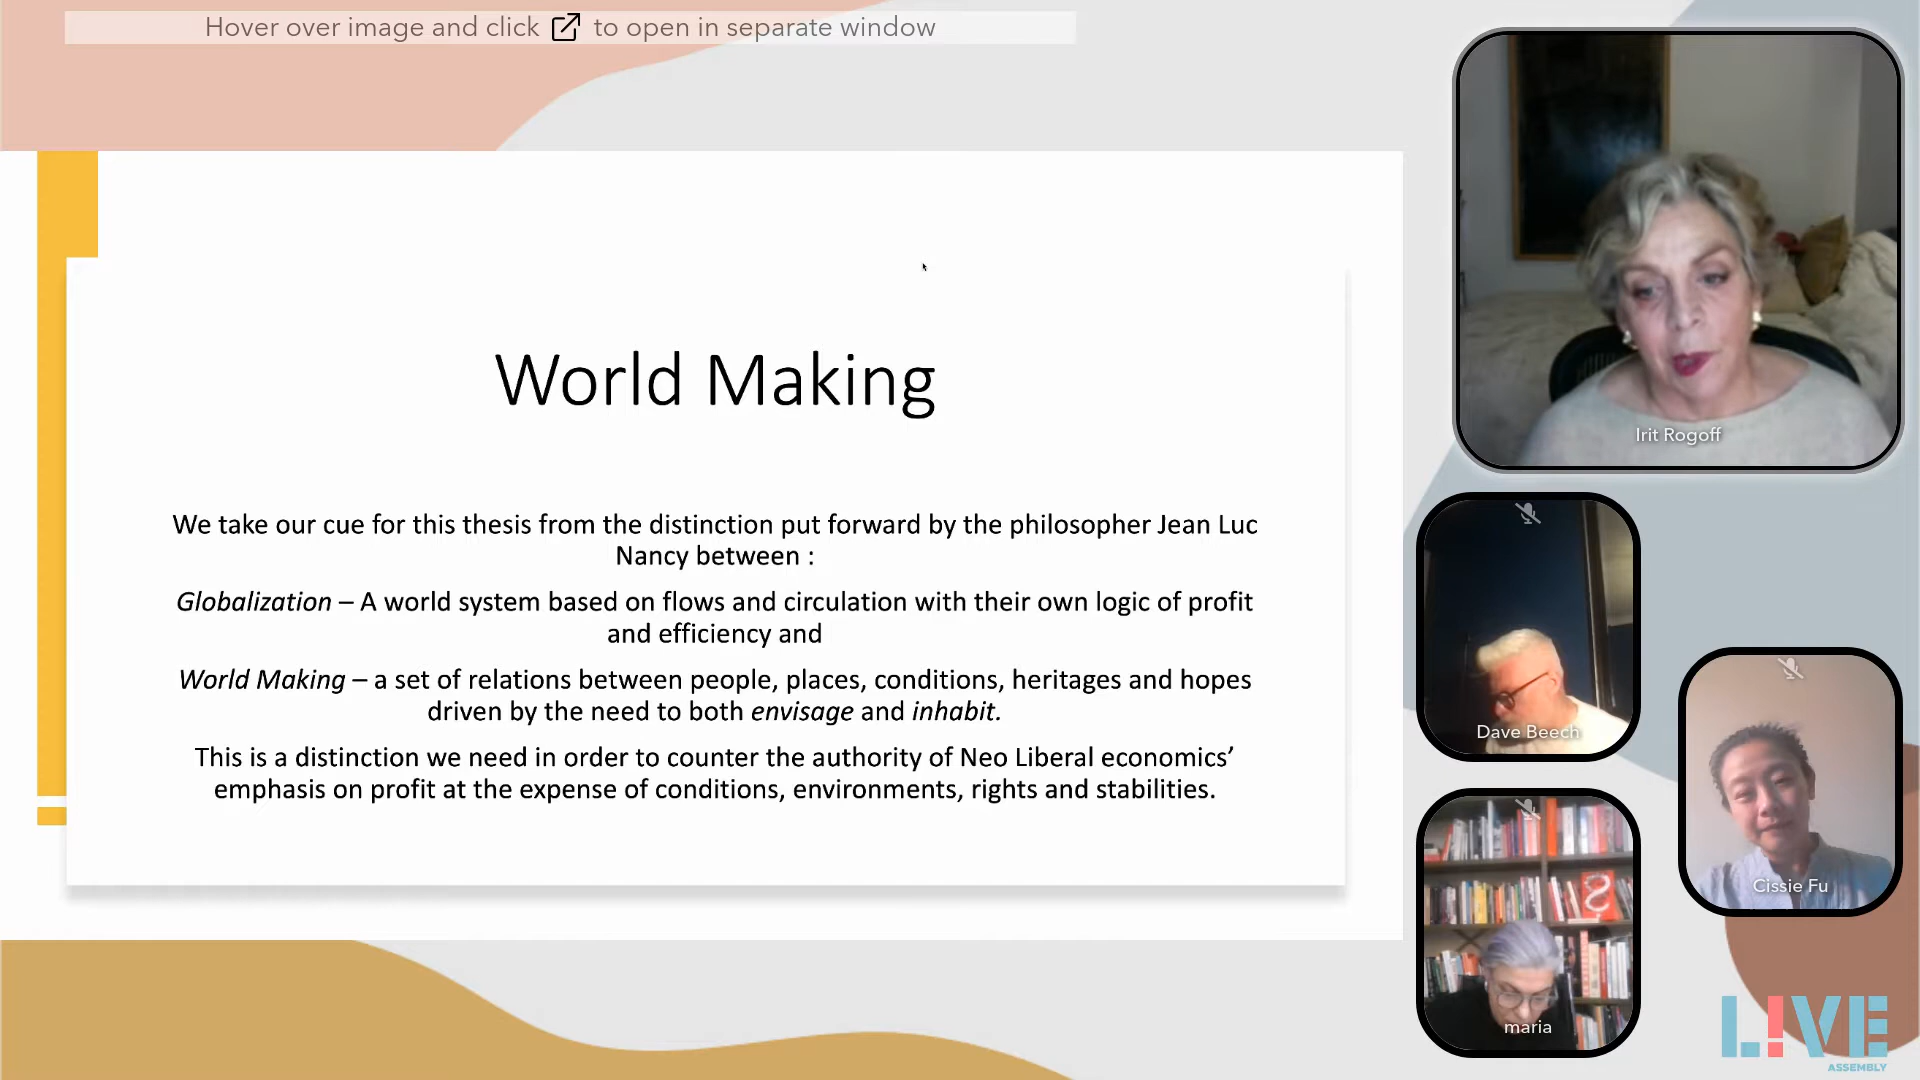 Hover over image and click to open in separate window
World Making
We take our cue for this thesis from the distinction put forward by the philosopher Jean Luc
Nancy between :
Globalization – A world system based on flows and circulation with their own logic of profit
and efficiency and
World Making – a set of relations between people, places, conditions, heritages and hopes
driven by the need to both envisage and inhabit.
This is a distinction we need in order to counter the authority of Neo Liberal economics’
emphasis on profit at the expense of conditions, environments, rights and stabilities.
Irit Rogoff
Dave Beech
Cissie Fu
maria
L!VE
ASSEMBLY